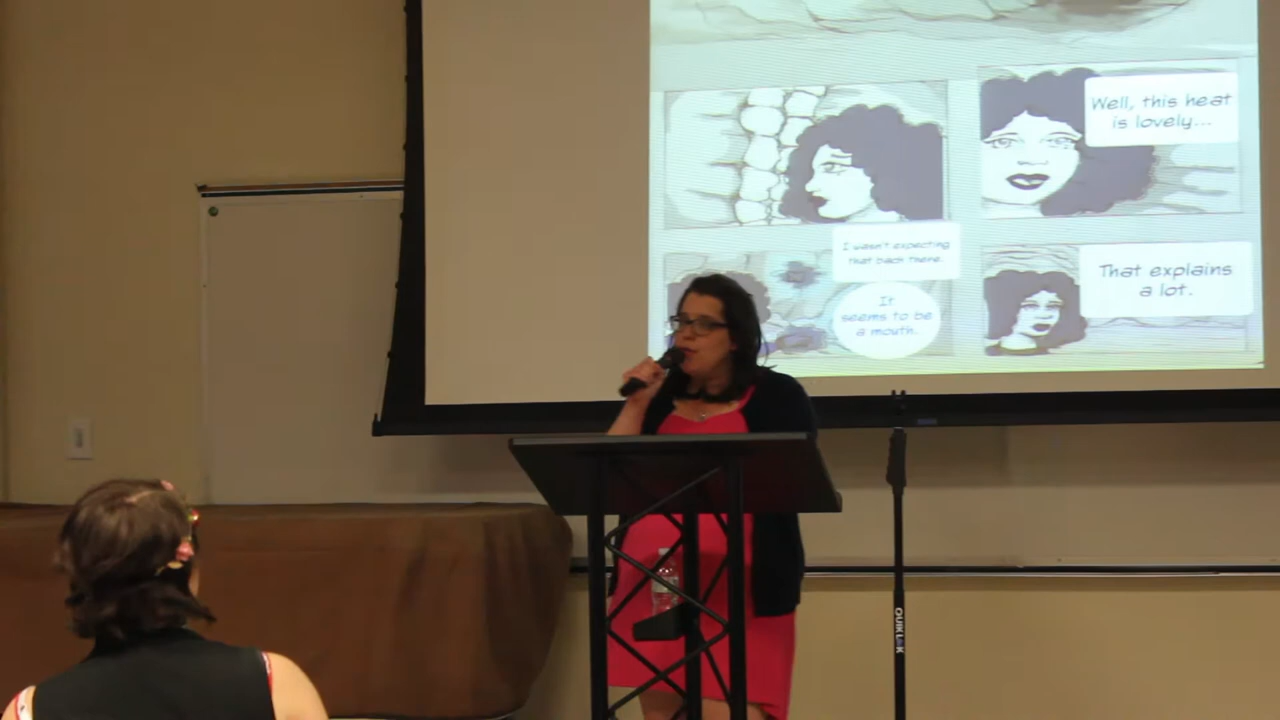 Well, this heat
is lovely...
I wasn't expecting
that back there.
It
seems to be
a mouth.
That explains
a lot.
QUIKLOK